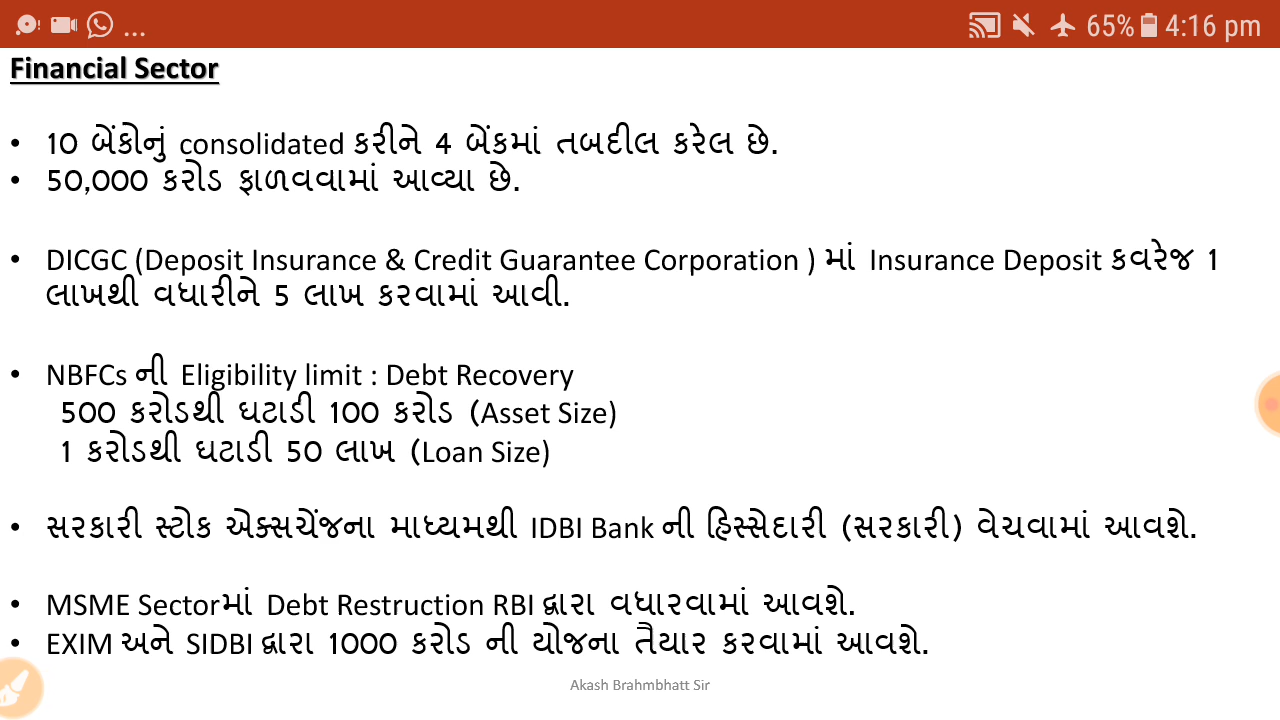 ... 65% 4:16 pm
Financial Sector
• 10 બેંકોનું consolidated કરીને 4 બેંકમાં તબદીલ કરેલ છે.
• 50,000 કરોડ ફાળવવામાં આવ્યા છે.
• DICGC (Deposit Insurance & Credit Guarantee Corporation ) માં Insurance Deposit કવરેજ 1
લાખથી વધારીને 5 લાખ કરવામાં આવી.
• NBFCs ની Eligibility limit : Debt Recovery
500 કરોડથી ઘટાડી 100 કરોડ (Asset Size)
1 કરોડથી ઘટાડી 50 લાખ (Loan Size)
• સરકારી સ્ટોક એક્સચેંજના માધ્યમથી IDBI Bank ની હિસ્સેદારી (સરકારી) વેચવામાં આવશે.
• MSME Sectorમાં Debt Restruction RBI દ્વારા વધારવામાં આવશે.
• EXIM અને SIDBI દ્વારા 1000 કરોડ ની યોજના તૈયાર કરવામાં આવશે.
Akash Brahmbhatt Sir